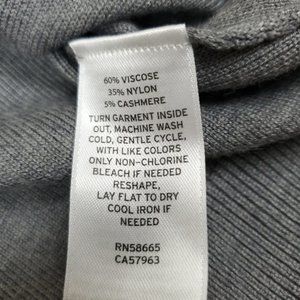 60% VISCOSE
35% NYLON
5% CASHMERE
TURN GARMENT INSIDE
OUT, MACHINE WASH
COLD, GENTLE CYCLE,
WITH LIKE COLORS
ONLY NON-CHLORINE
BLEACH IF NEEDED
RESHAPE,
LAY FLAT TO DRY
COOL IRON IF
NEEDED
RN58665
CA57963